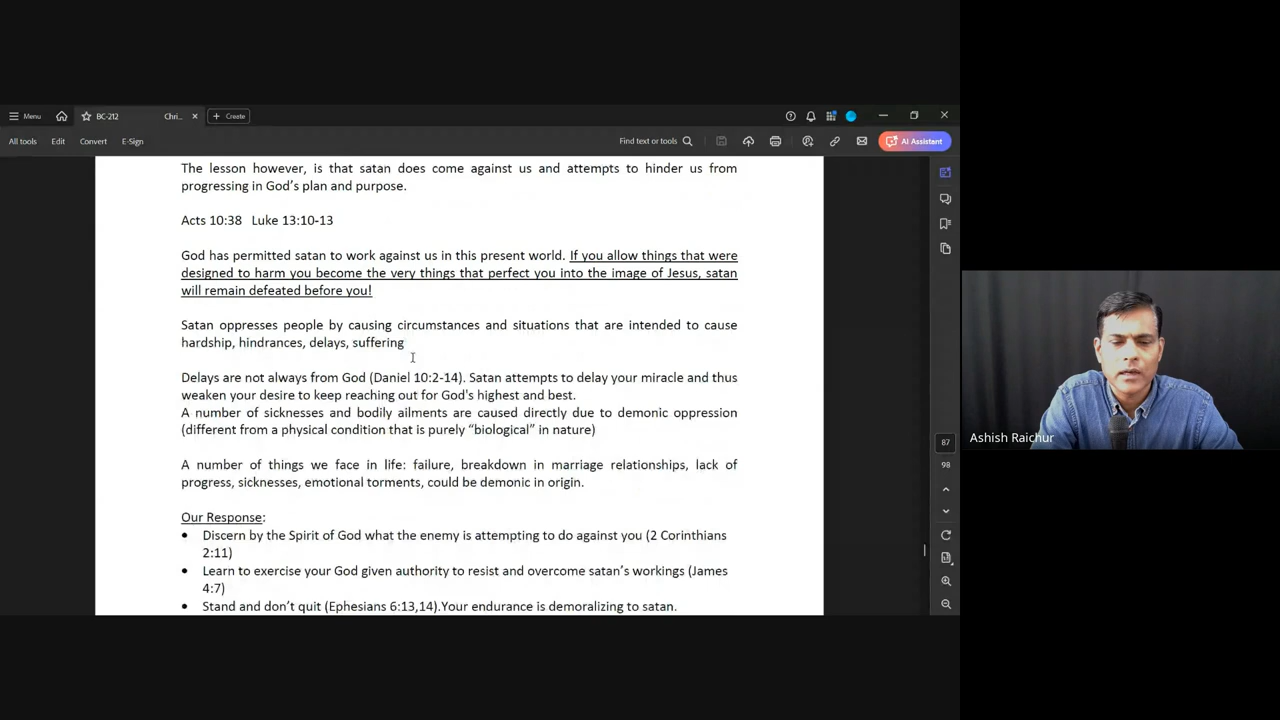 Menu
BC-212
Chri...
Create
All tools
Edit
Convert
E-Sign
Find text or tools
AI Assistant
The lesson however, is that satan does come against us and attempts to hinder us from
progressing in God's plan and purpose.
Acts 10:38 Luke 13:10-13
God has permitted satan to work against us in this present world. If you allow things that were
designed to harm you become the very things that perfect you into the image of Jesus, satan
will remain defeated before you!
Satan oppresses people by causing circumstances and situations that are intended to cause
hardship, hindrances, delays, suffering
Delays are not always from God (Daniel 10:2-14). Satan attempts to delay your miracle and thus
weaken your desire to keep reaching out for God's highest and best.
A number of sicknesses and bodily ailments are caused directly due to demonic oppression
(different from a physical condition that is purely "biological" in nature)
A number of things we face in life: failure, breakdown in marriage relationships, lack of
progress, sicknesses, emotional torments, could be demonic in origin.
Our Response:
• Discern by the Spirit of God what the enemy is attempting to do against you (2 Corinthians
2:11)
• Learn to exercise your God given authority to resist and overcome satan's workings (James
4:7)
• Stand and don't quit (Ephesians 6:13,14).Your endurance is demoralizing to satan.
87
98
Ashish Raichur